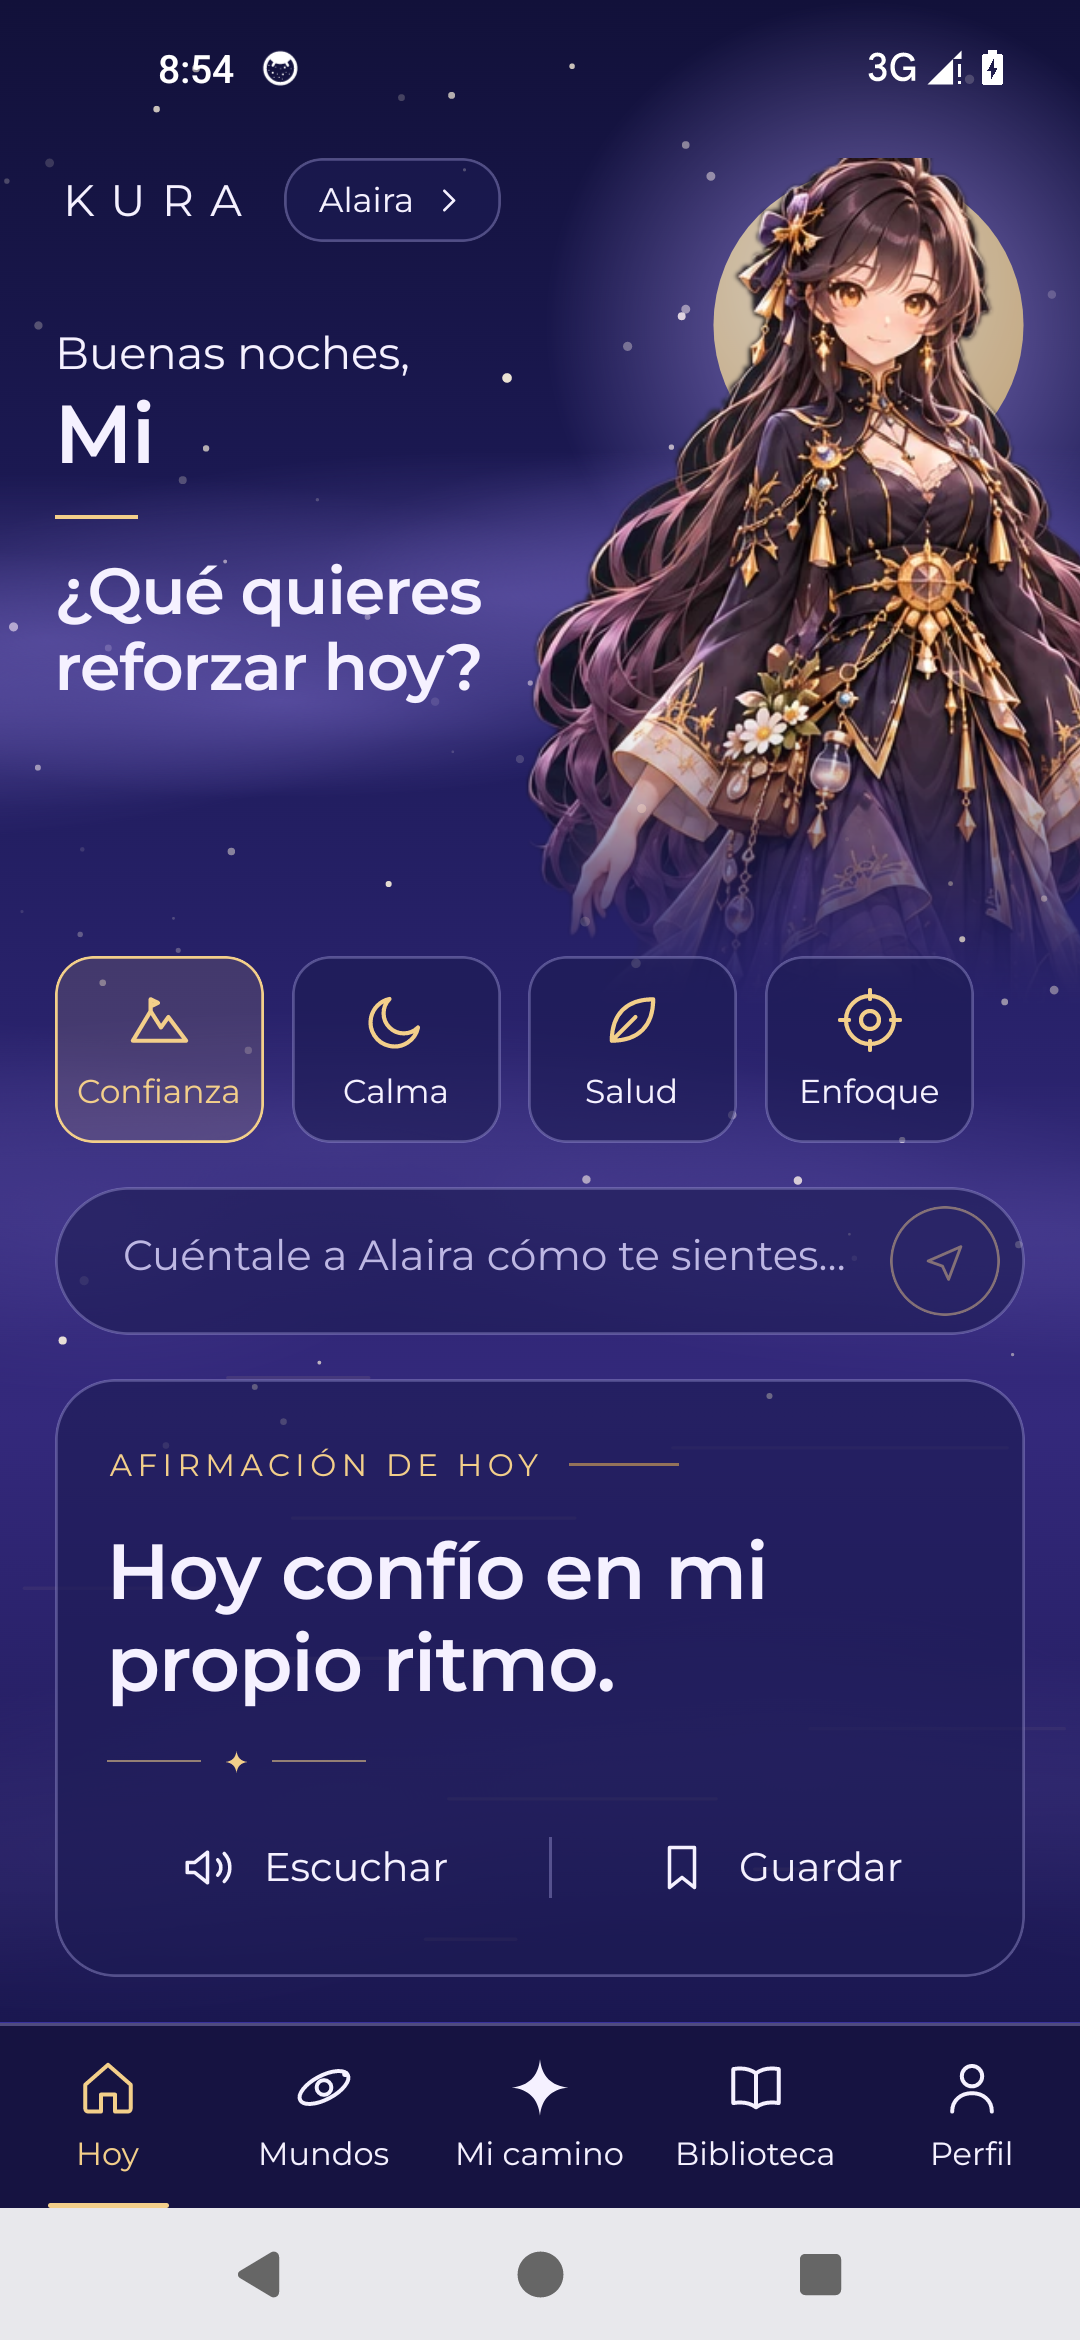 8:54
3G
KURA
Alaira
Buenas noches,
Mi
¿Qué quieres
reforzar hoy?
Confianza
Calma
Salud
Enfoque
Cuéntale a Alaira cómo te sientes...
AFIRMACIÓN DE HOY
Hoy confío en mi
propio ritmo.
Escuchar
Guardar
Hoy
Mundos
Mi camino
Biblioteca
Perfil